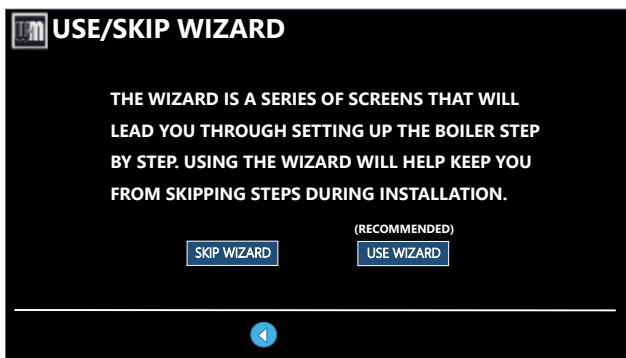 USE/SKIP WIZARD
THE WIZARD IS A SERIES OF SCREENS THAT WILL
LEAD YOU THROUGH SETTING UP THE BOILER STEP
BY STEP. USING THE WIZARD WILL HELP KEEP YOU
FROM SKIPPING STEPS DURING INSTALLATION.
(RECOMMENDED)
SKIP WIZARD USE WIZARD